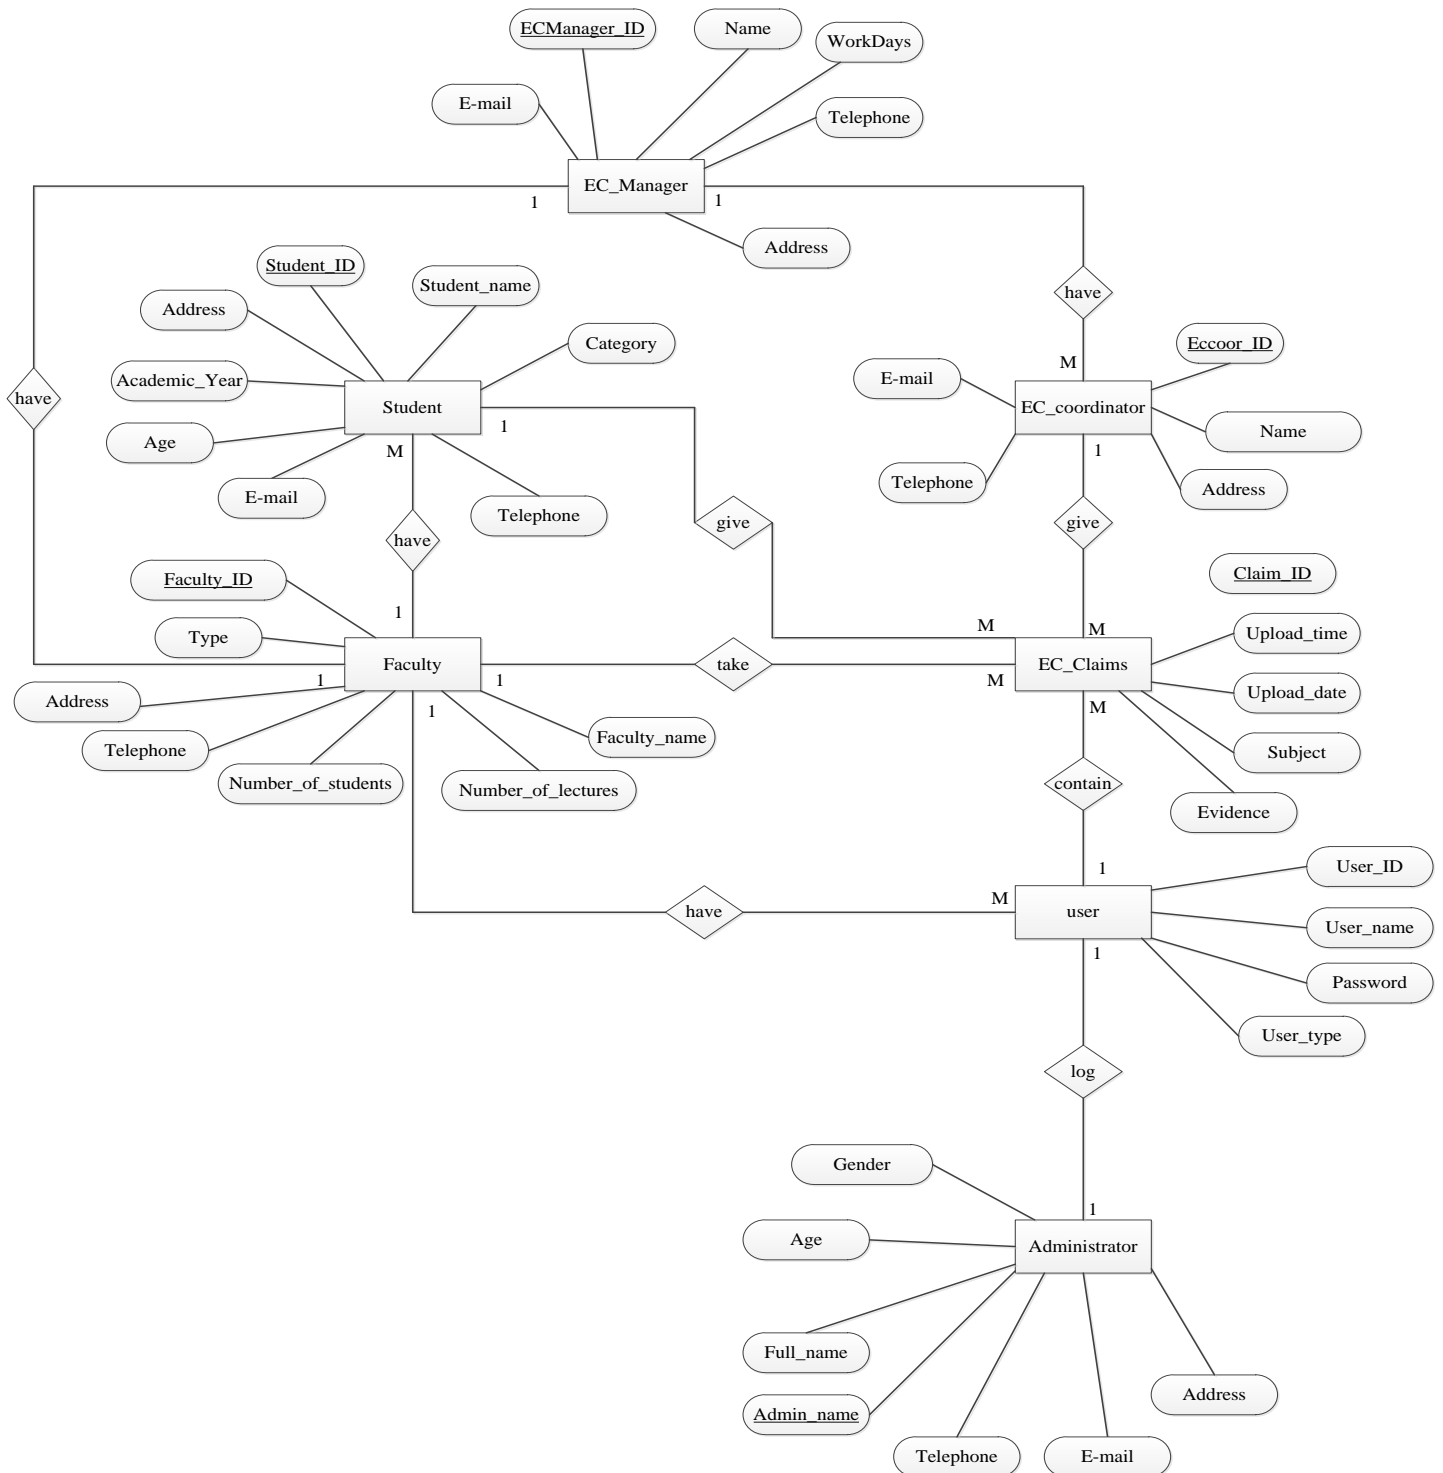 ECManager_ID
Name
WorkDays
E-mail
Telephone
EC_Manager
1
1
Address
Student_ID
Student_name
Address
have
Category
Eccoor_ID
M
E-mail
Academic_Year
have
Student
1
EC_coordinator
Name
Age
M
1
E-mail
Telephone
Address
Telephone
give
give
have
Faculty_ID
Claim_ID
1
M
M
Type
Upload_time
Faculty
take
EC_Claims
1
1
M
Upload_date
Address
1
M
Faculty_name
Telephone
Subject
Number_of_students
Number_of_lectures
contain
Evidence
1
User_ID
M
have
user
User_name
1
Password
User_type
log
Gender
1
Age
Administrator
Full_name
Address
Admin_name
Telephone
E-mail